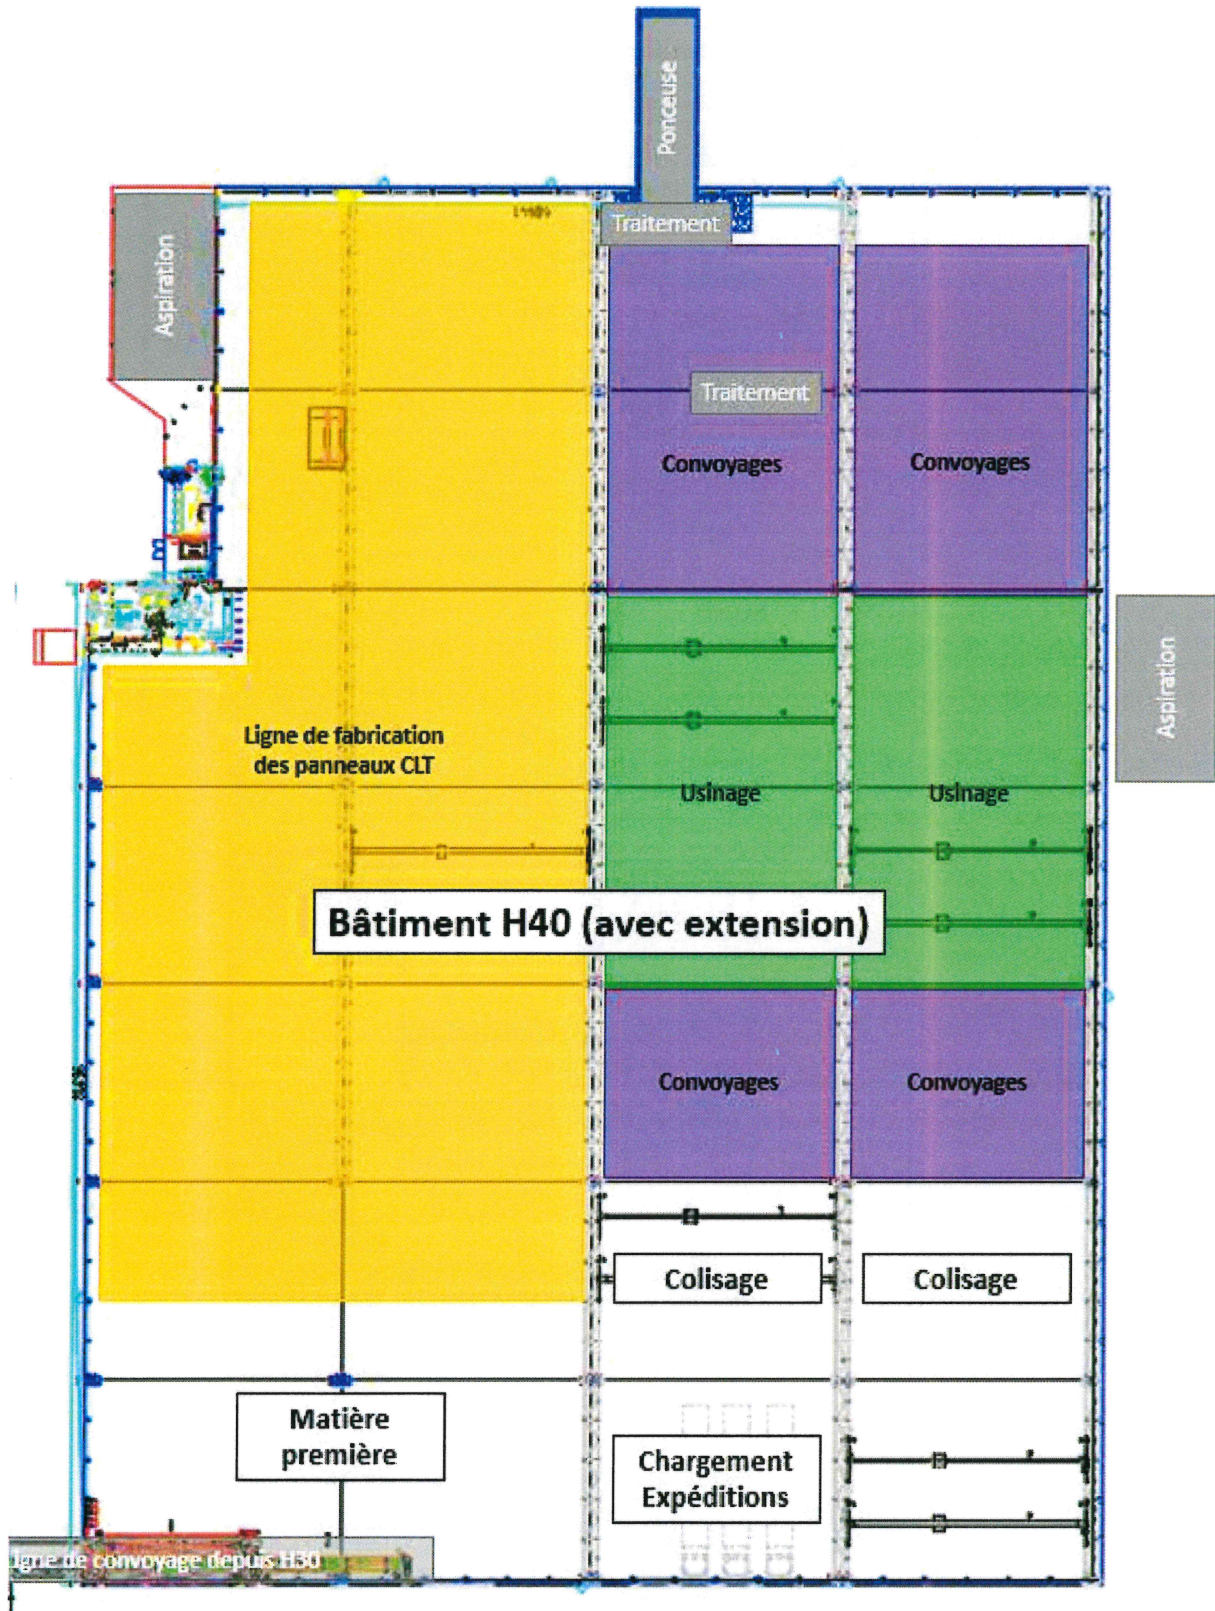 Ponceuse
Traitement
Aspiration
Traitement
Convoyages
Convoyages
Ligne de fabrication
des panneaux CLT
Usinage
Usinage
Aspiration
Bâtiment H40 (avec extension)
Convoyages
Convoyages
Colisage
Colisage
Matière
première
Chargement
Expéditions
igne de convoyage depuis H30